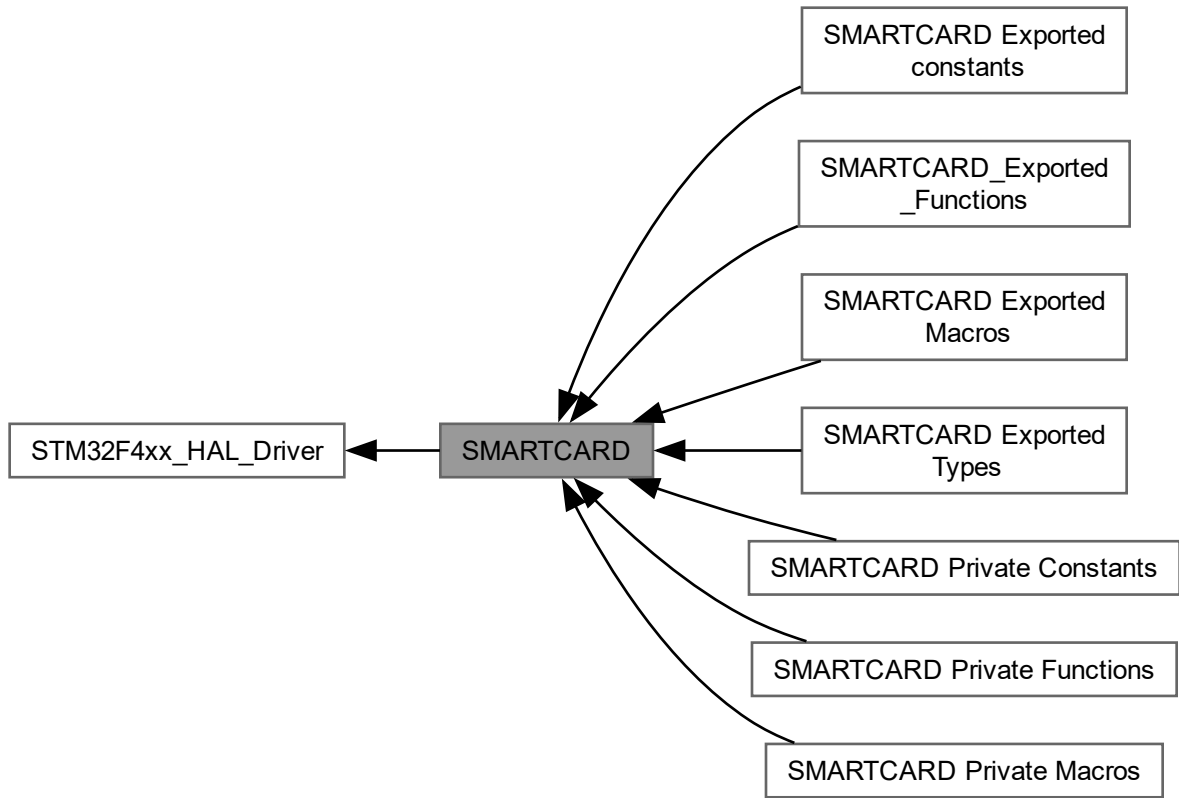 SMARTCARD Exported
constants
SMARTCARD_Exported
_Functions
SMARTCARD Exported
Macros
STM32F4xx_HAL_Driver
SMARTCARD
SMARTCARD Exported
Types
SMARTCARD Private Constants
SMARTCARD Private Functions
SMARTCARD Private Macros